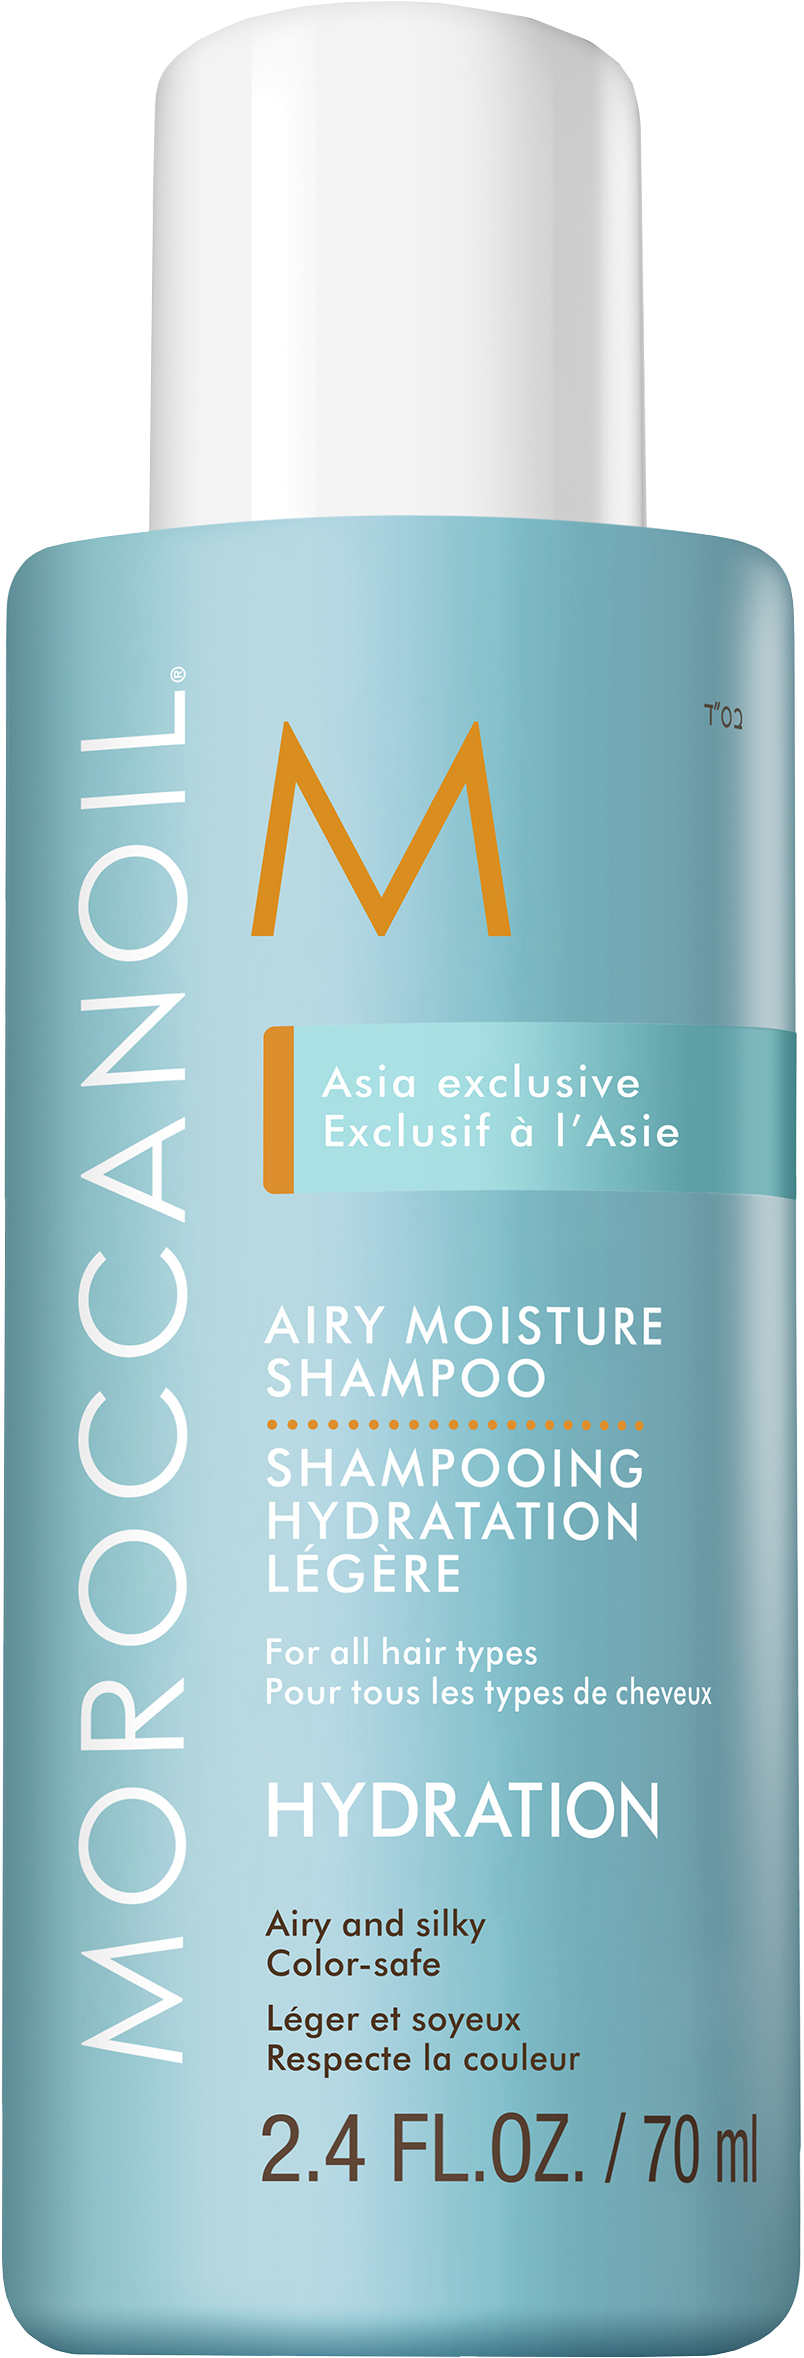 MOROCCANOIL®
M
בס"ד
Asia exclusive
Exclusif à l'Asie
AIRY MOISTURE
SHAMPOO
SHAMPOOING
HYDRATATION
LÉGÈRE
For all hair types
Pour tous les types de cheveux
HYDRATION
Airy and silky
Color-safe
Léger et soyeux
Respecte la couleur
2.4 FL.OZ. / 70 ml